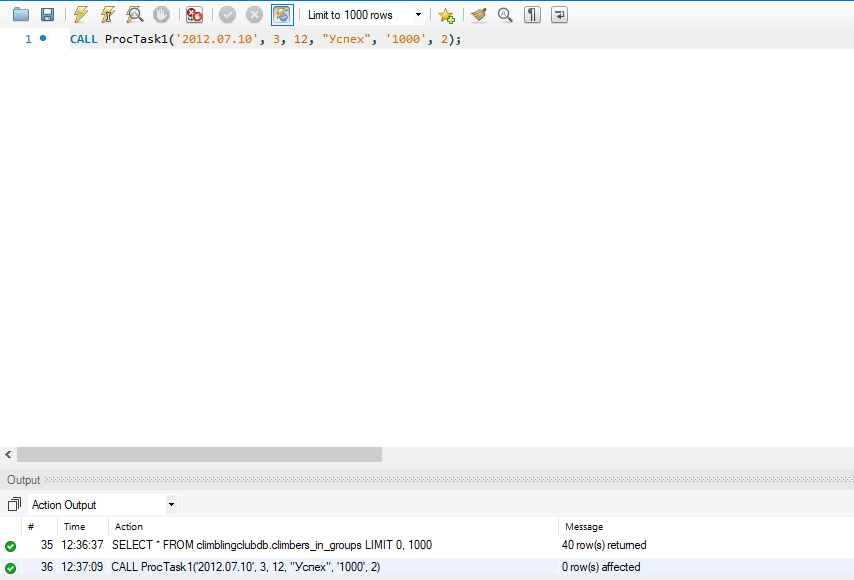 Limit to 1000 rows
1 CALL ProcTask1('2012.07.10', 3, 12, "Успех", '1000', 2);
Output
Action Output
# Time Action Message
35 12:36:37 SELECT * FROM climblingclubdb.climbers_in_groups LIMIT 0, 1000 40 row(s) returned
36 12:37:09 CALL ProcTask1('2012.07.10', 3, 12, "Успех", '1000', 2) 0 row(s) affected